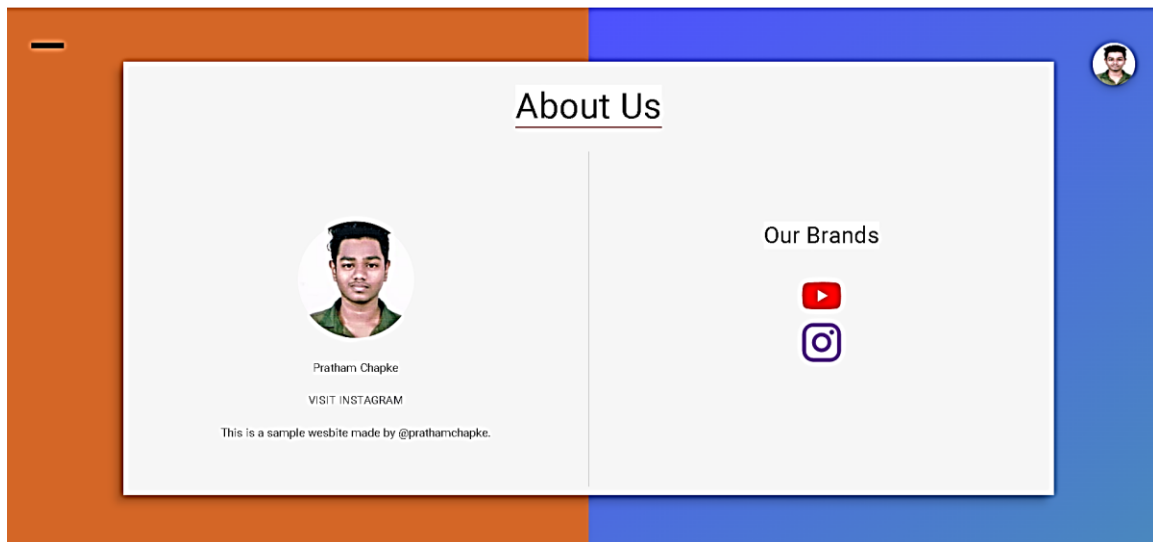 About Us
Pratham Chapke
VISIT INSTAGRAM
This is a sample wesbite made by @prathamchapke.
Our Brands